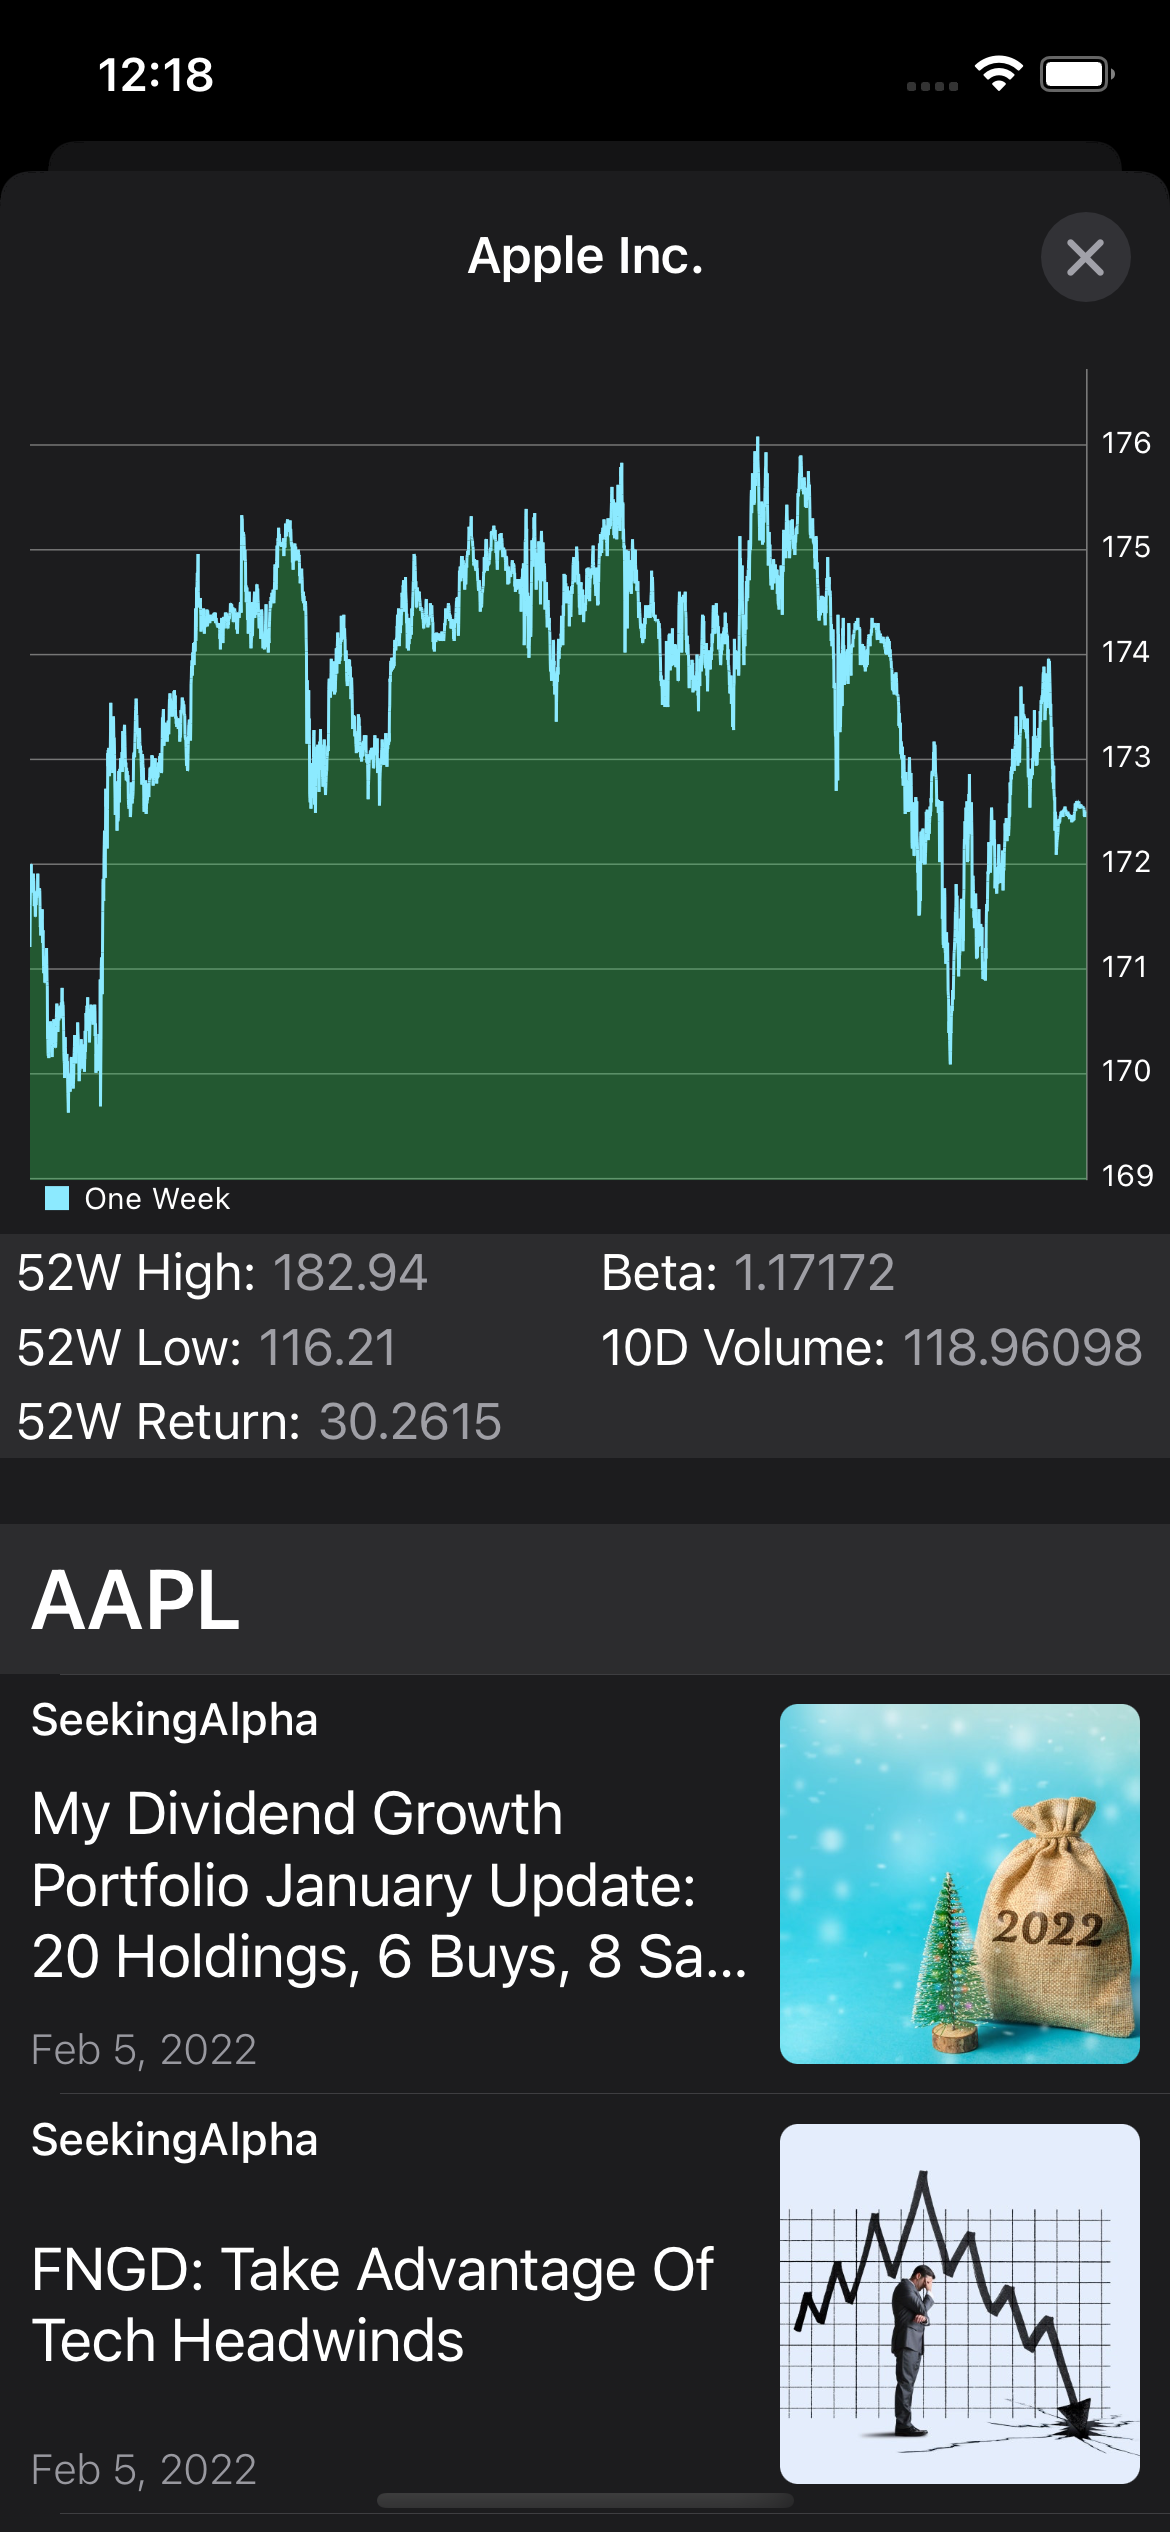 12:18
Apple Inc.
176
175
174
173
172
171
170
169
One Week
52W High: 182.94
Beta: 1.17172
52W Low: 116.21
10D Volume: 118.96098
52W Return: 30.2615
AAPL
SeekingAlpha
My Dividend Growth
Portfolio January Update:
20 Holdings, 6 Buys, 8 Sa...
2022
Feb 5, 2022
SeekingAlpha
FNGD: Take Advantage Of
Tech Headwinds
Feb 5, 2022